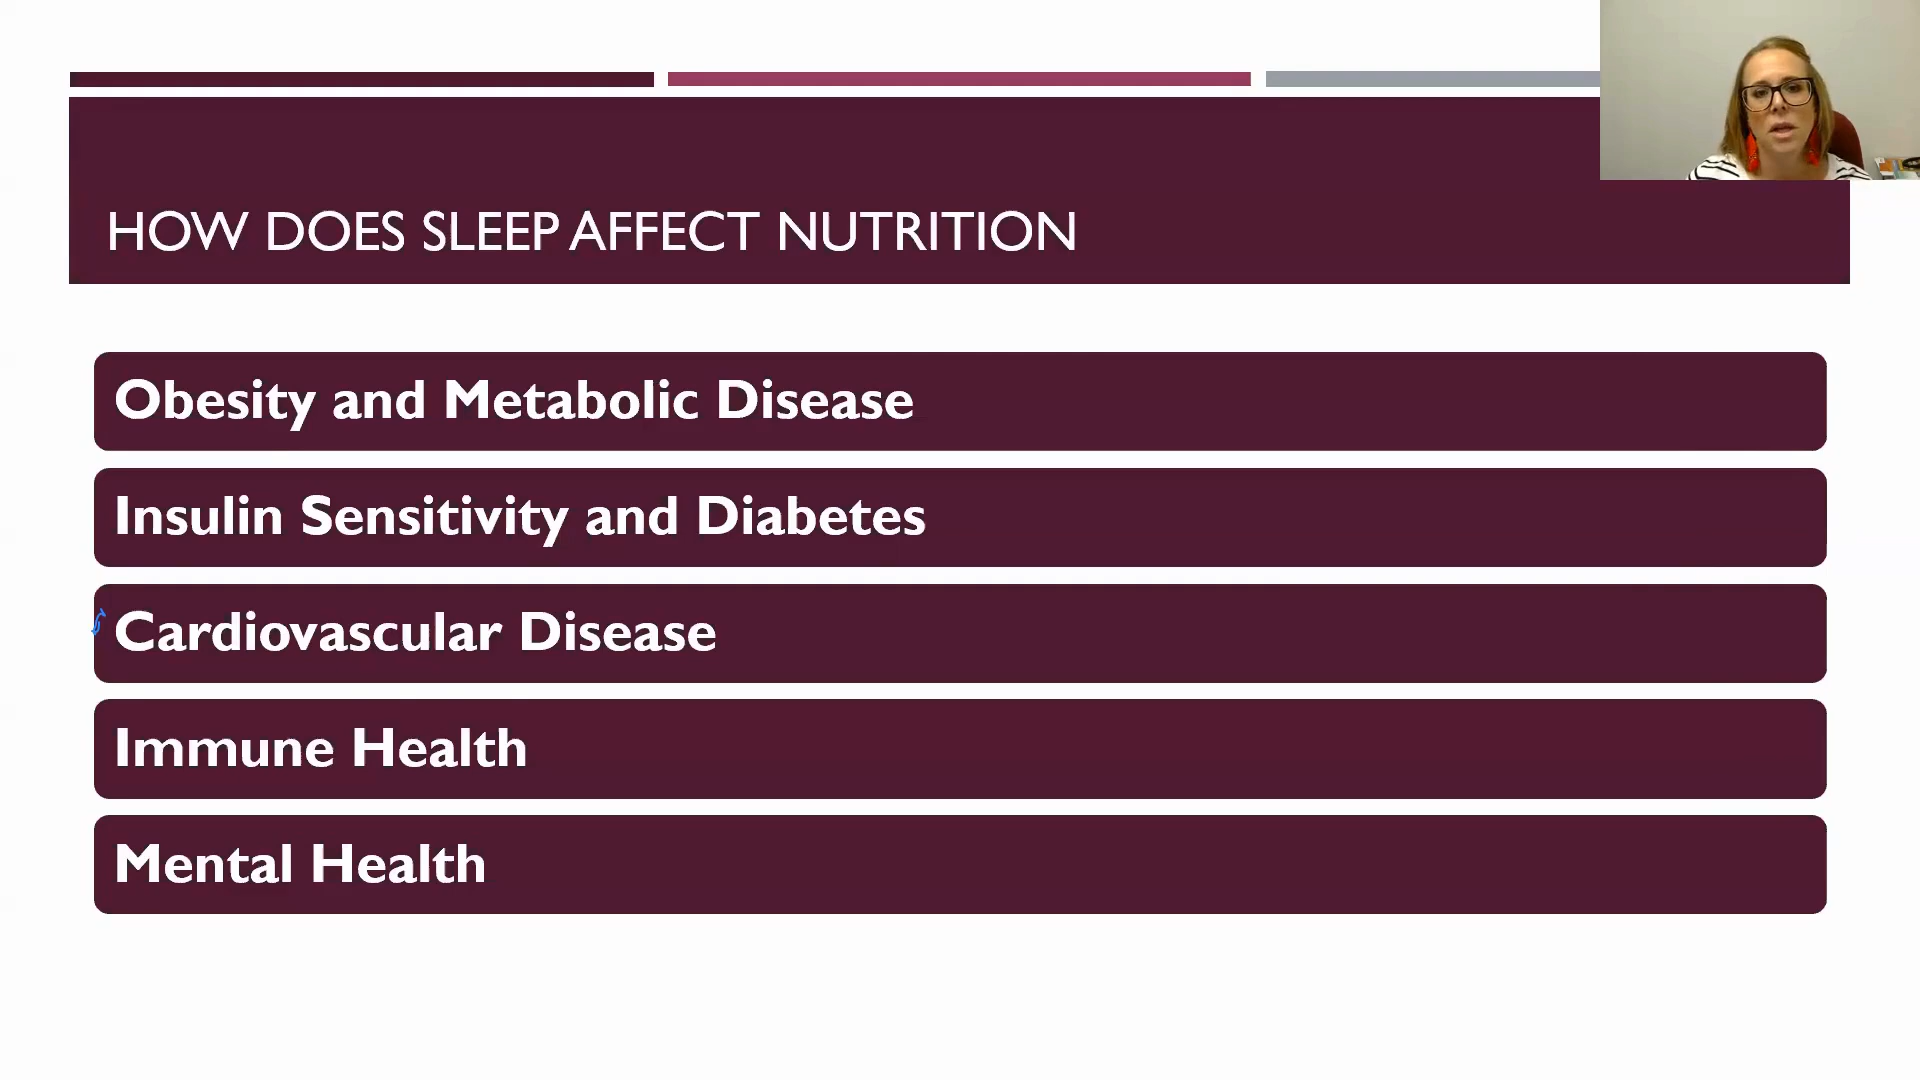 HOW DOES SLEEP AFFECT NUTRITION
Obesity and Metabolic Disease
Insulin Sensitivity and Diabetes
Cardiovascular Disease
Immune Health
Mental Health